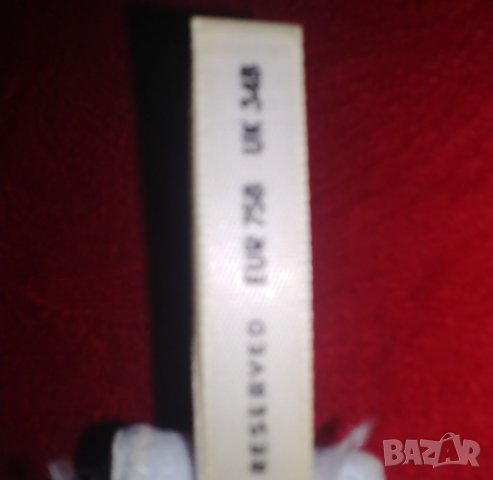 RESERVED EUR 75B UK 34B
BAZAR